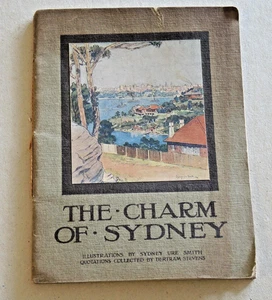 THE · CHARM
OF · SYDNEY
ILLUSTRATIONS BY SYDNEY URE SMITH
QUOTATIONS COLLECTED BY BERTRAM STEVENS